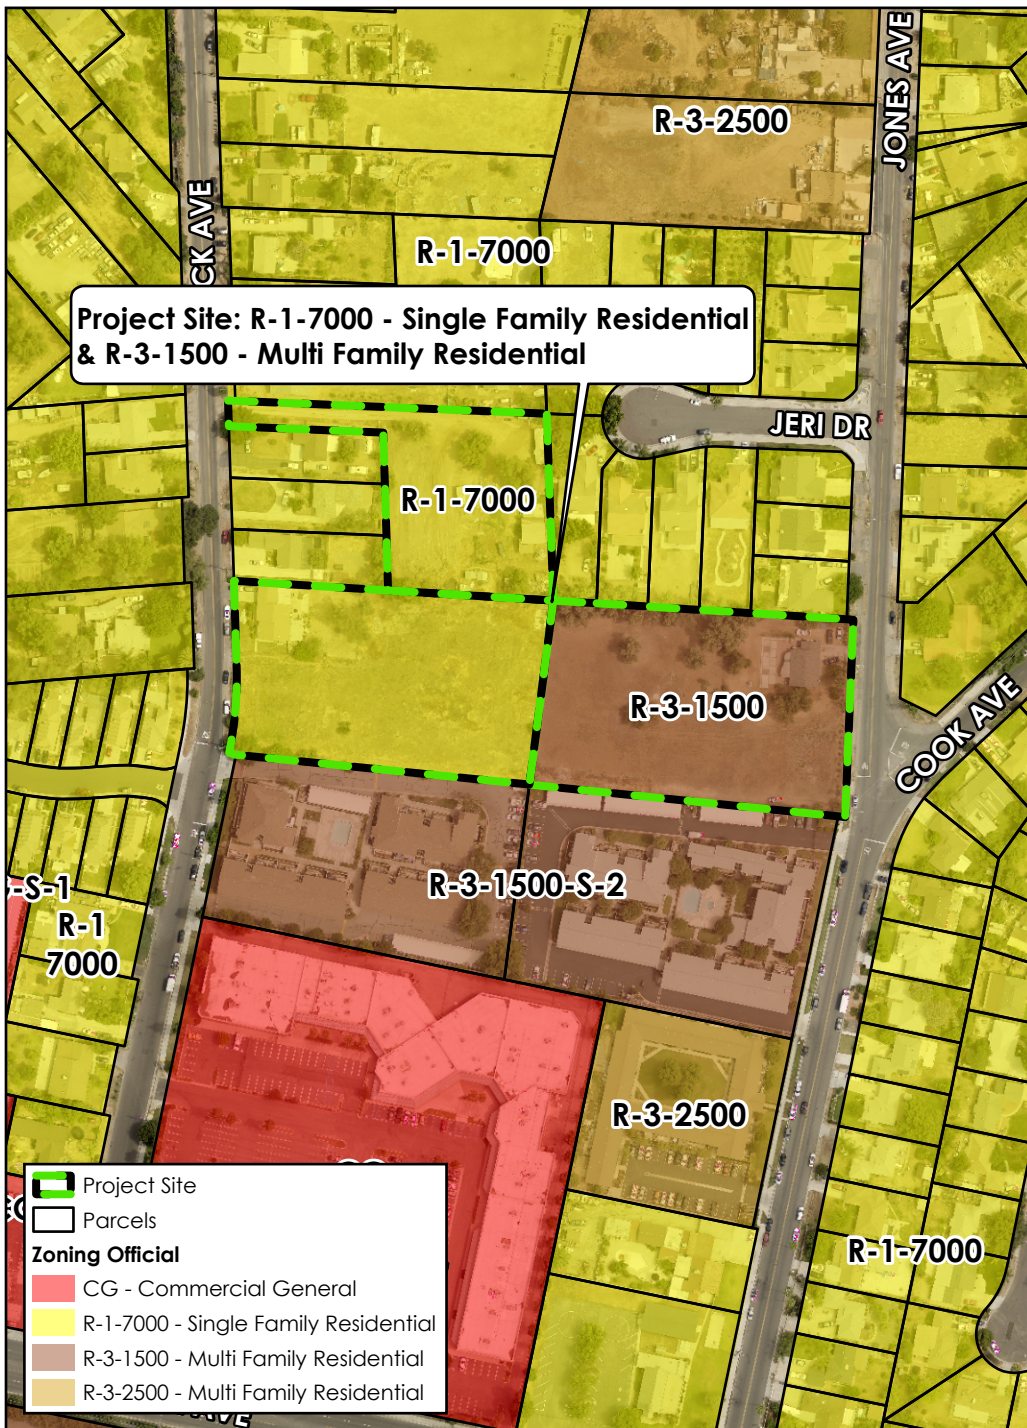 R-3-2500
JONES AVE
CK AVE
R-1-7000
Project Site: R-1-7000 - Single Family Residential
& R-3-1500 - Multi Family Residential
JERI DR
R-1-7000
R-3-1500
COOK AVE
R-3-1500-S-2
-S-1
R-1
7000
R-3-2500
R-1-7000
Project Site
Parcels
Zoning Official
CG - Commercial General
R-1-7000 - Single Family Residential
R-3-1500 - Multi Family Residential
R-3-2500 - Multi Family Residential
AVE